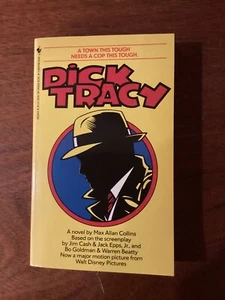 A TOWN THIS TOUGH
NEEDS A COP THIS TOUGH.
DICK
TRACY
A novel by Max Allan Collins
Based on the screenplay
by Jim Cash & Jack Epps, Jr., and
Bo Goldman & Warren Beatty
Now a major motion picture from
Walt Disney Pictures